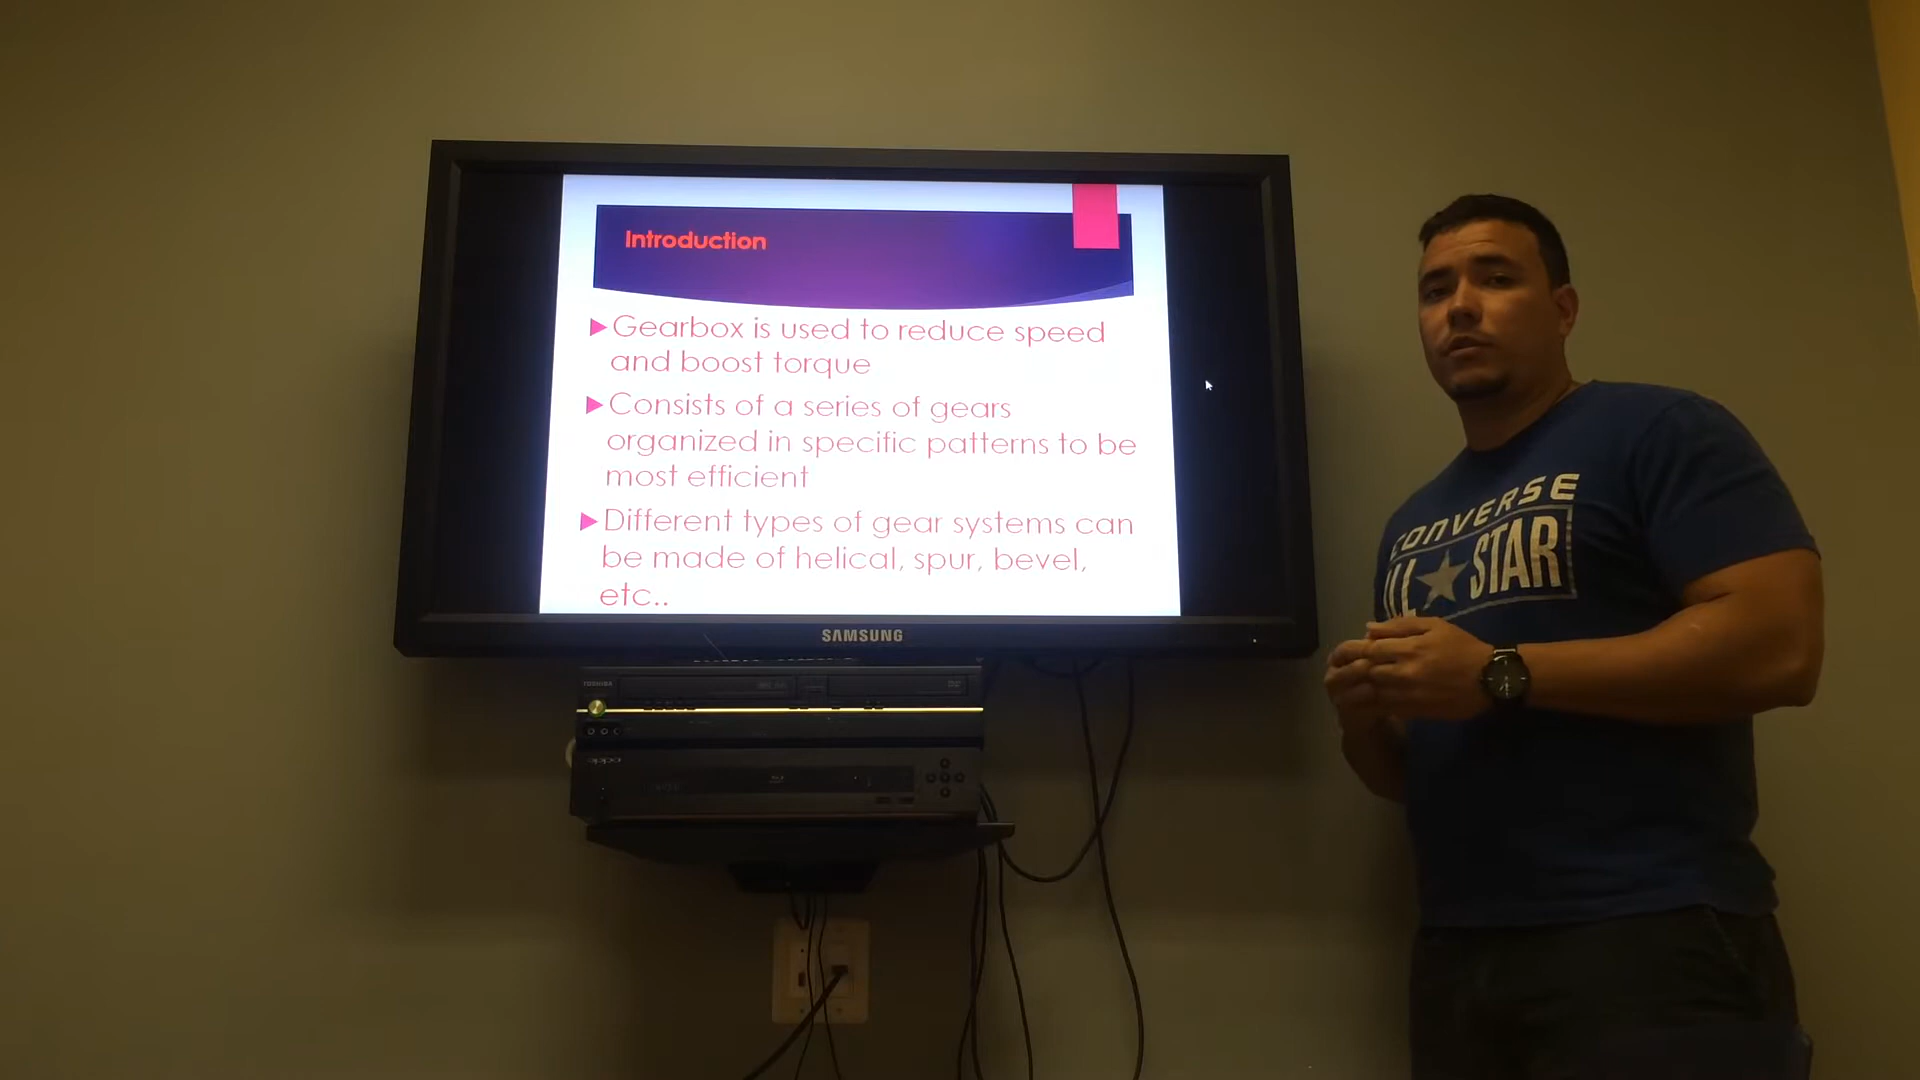 Introduction
Gearbox is used to reduce speed
and boost torque
Consists of a series of gears
organized in specific patterns to be
most efficient
Different types of gear systems can
be made of helical, spur, bevel,
etc..
SAMSUNG
TOSHIBA
oppo
CONVERSE
ALL STAR